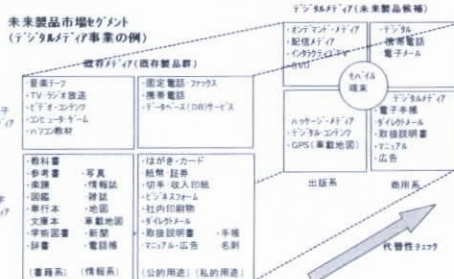 未来製品市場セグメント
(デジタルメディア事業の例)
デジタルメディア(未来製品候補)
・オンデマンド・メディア
・配信メディア
・インタラクティブTV
・DVD
・デジタル
携帯電話
・電子メール
モバイル
端末
・パッケージ・メディア
・デジタル・コンテンツ
・GPS(車載地図)
・デジタルメディア
・電子手帳
・ダイレクトメール
・取扱説明書
・マニュアル
・広告
出版系
商用系
既存メディア(既存製品群)
・音楽テープ
・TV・ラジオ放送
・ビデオ・コンテンツ
・コンピュータ・ゲーム
・パソコン教材
・固定電話・ファックス
・携帯電話
・データベース(DB)サービス
・教科書
・参考書
・楽譜
・図鑑
・単行本
・文庫本
・学術図書
・辞書
・写真
・情報誌
・雑誌
・地図
車載地図
・新聞
・電話帳
(書籍系)
(情報系)
・はがき・カード
・紙幣・証券
・切手・収入印紙
・ビジネスフォーム
・社内印刷物
・ダイレクトメール
・取扱説明書
・マニュアル・広告
・手帳
名刺
(公的用途)
(私的用途)
代替性チェック